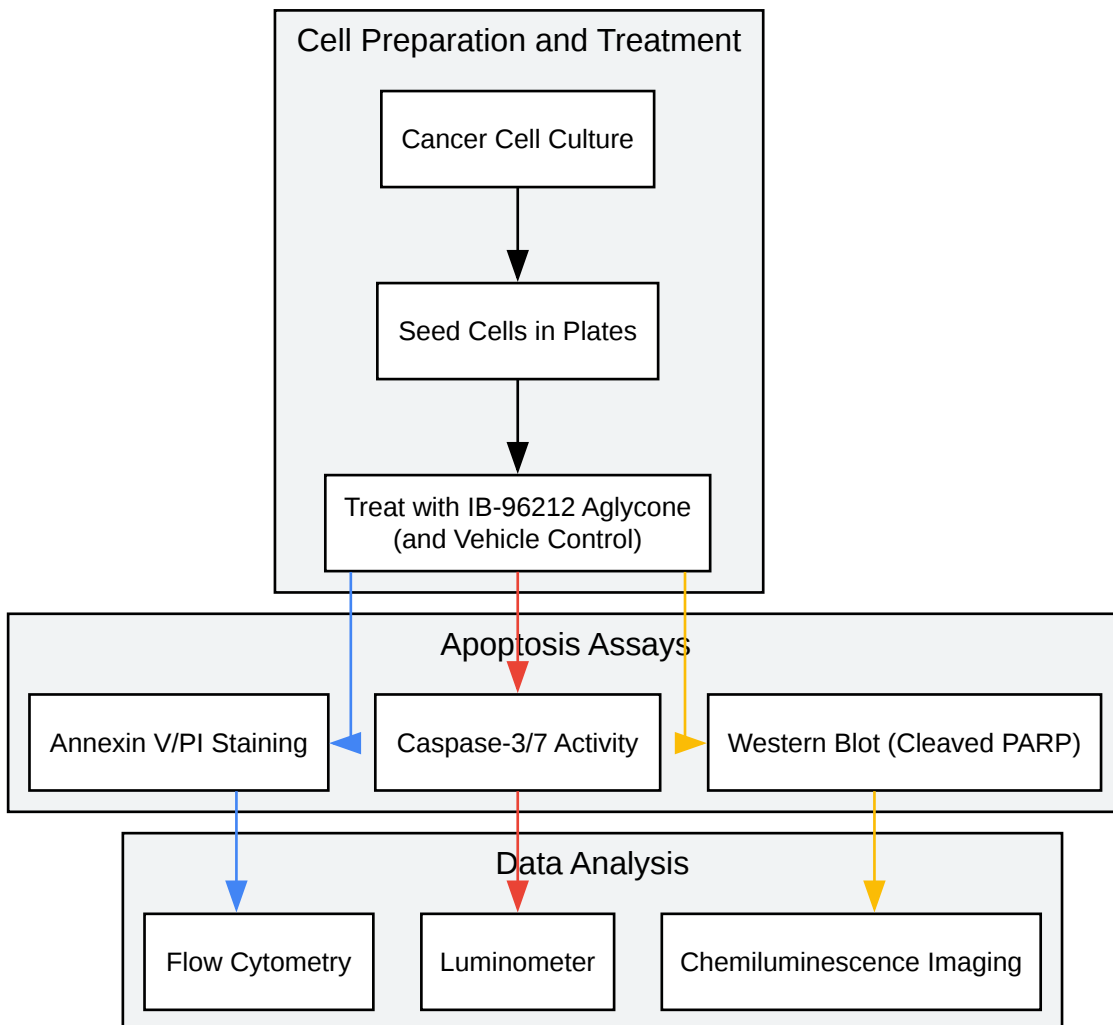 Cell Preparation and Treatment
Cancer Cell Culture
Seed Cells in Plates
Treat with IB-96212 Aglycone
(and Vehicle Control)
Apoptosis Assays
Annexin V/PI Staining
Caspase-3/7 Activity
Western Blot (Cleaved PARP)
Data Analysis
Flow Cytometry
Luminometer
Chemiluminescence Imaging